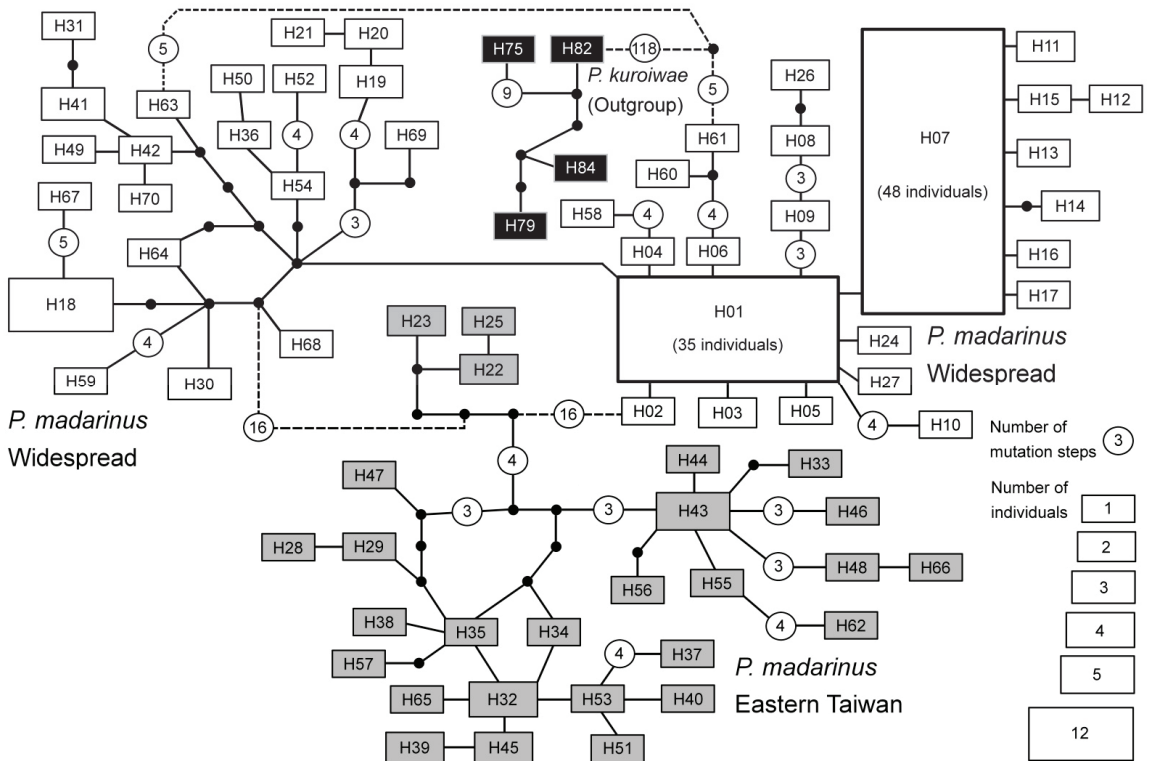 H31
H21
H20
5
H75
H82
118
H11
H50
H52
H19
P. kuroiwae
(Outgroup)
9
5
H26
H41
H63
H15
H12
H36
4
4
H69
H61
H08
H07
H49
H42
H13
H84
H60
3
(48 individuals)
H67
H70
H54
H14
H79
H58
4
4
H09
3
5
H64
H04
H06
3
H16
H18
H01
H17
H23
H25
(35 individuals)
H24
P. madarinus
Widespread
4
H68
H22
H27
H59
H30
P. madarinus
Widespread
16
16
H02
H03
H05
4
H10
Number of
mutation steps
3
4
H44
H33
H47
Number of
individuals
1
3
3
H43
3
H46
2
H28
H29
3
H48
H66
3
H56
H55
H38
H35
H34
4
H62
4
H57
4
H37
P. madarinus
Eastern Taiwan
5
H65
H32
H53
H40
H39
H45
H51
12